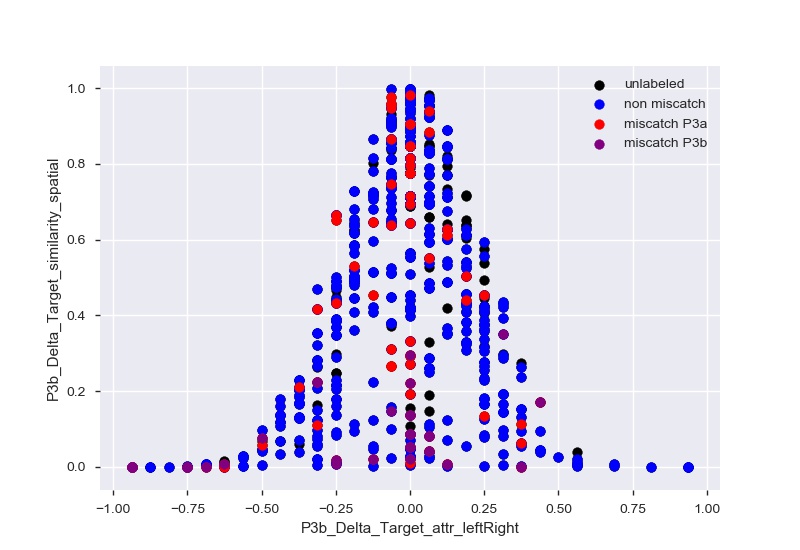 unlabeled
non miscatch
miscatch P3a
miscatch P3b
1.0
0.8
0.6
0.4
0.2
0.0
P3b_Delta_Target_similarity_spatial
−1.00 −0.75 −0.50 −0.25 0.00 0.25 0.50 0.75 1.00
P3b_Delta_Target_attr_leftRight